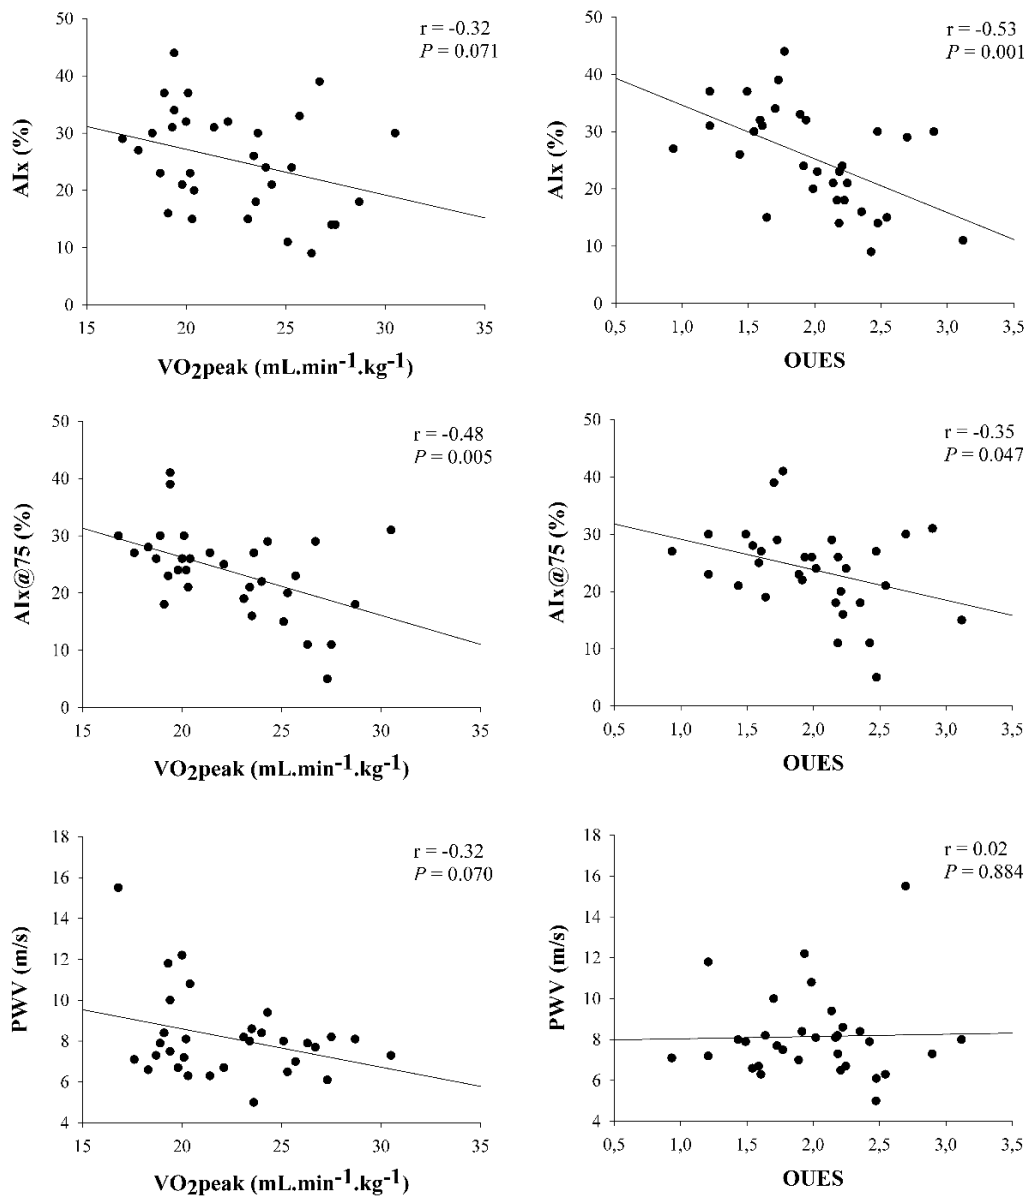 50
40
30
20
10
0
AIx (%)
r = -0.32
P = 0.071
15 20 25 30 35
VO2peak (mL.min-1.kg-1)
50
40
30
20
10
0
AIx (%)
r = -0.53
P = 0.001
0,5 1,0 1,5 2,0 2,5 3,0 3,5
OUES
50
40
30
20
10
0
AIx@75 (%)
r = -0.48
P = 0.005
15 20 25 30 35
VO2peak (mL.min-1.kg-1)
50
40
30
20
10
0
AIx@75 (%)
r = -0.35
P = 0.047
0,5 1,0 1,5 2,0 2,5 3,0 3,5
OUES
18
16
14
12
10
8
6
4
PWV (m/s)
r = -0.32
P = 0.070
15 20 25 30 35
VO2peak (mL.min-1.kg-1)
18
16
14
12
10
8
6
4
PWV (m/s)
r = 0.02
P = 0.884
0,5 1,0 1,5 2,0 2,5 3,0 3,5
OUES